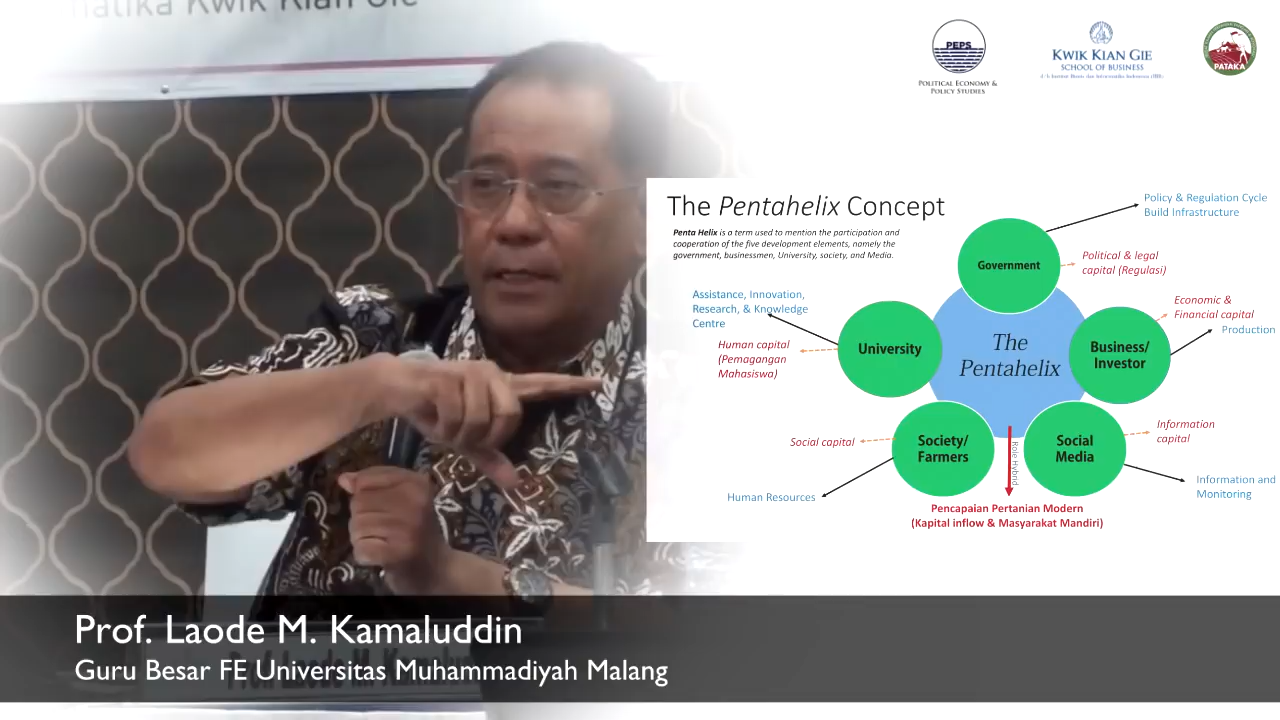 matika Kwik Kian Gie
PEPS
POLITICAL ECONOMY &
POLICY STUDIES
KWIK KIAN GIE
SCHOOL OF BUSINESS
PATAKA
The Pentahelix Concept
Penta Helix is a term used to mention the participation and
cooperation of the five development elements, namely the
government, businessmen, University, society, and Media.
Policy & Regulation Cycle
Build Infrastructure
Government
Political & legal
capital (Regulasi)
Assistance, Innovation,
Research, & Knowledge
Centre
Economic &
Financial capital
Production
Human capital
(Pemagangan
Mahasiswa)
University
The
Pentahelix
Business/
Investor
Social capital
Society/
Farmers
Role Hybrid
Social
Media
Information
capital
Human Resources
Information and
Monitoring
Pencapaian Pertanian Modern
(Kapital inflow & Masyarakat Mandiri)
Prof. Laode M. Kamaluddin
Guru Besar FE Universitas Muhammadiyah Malang